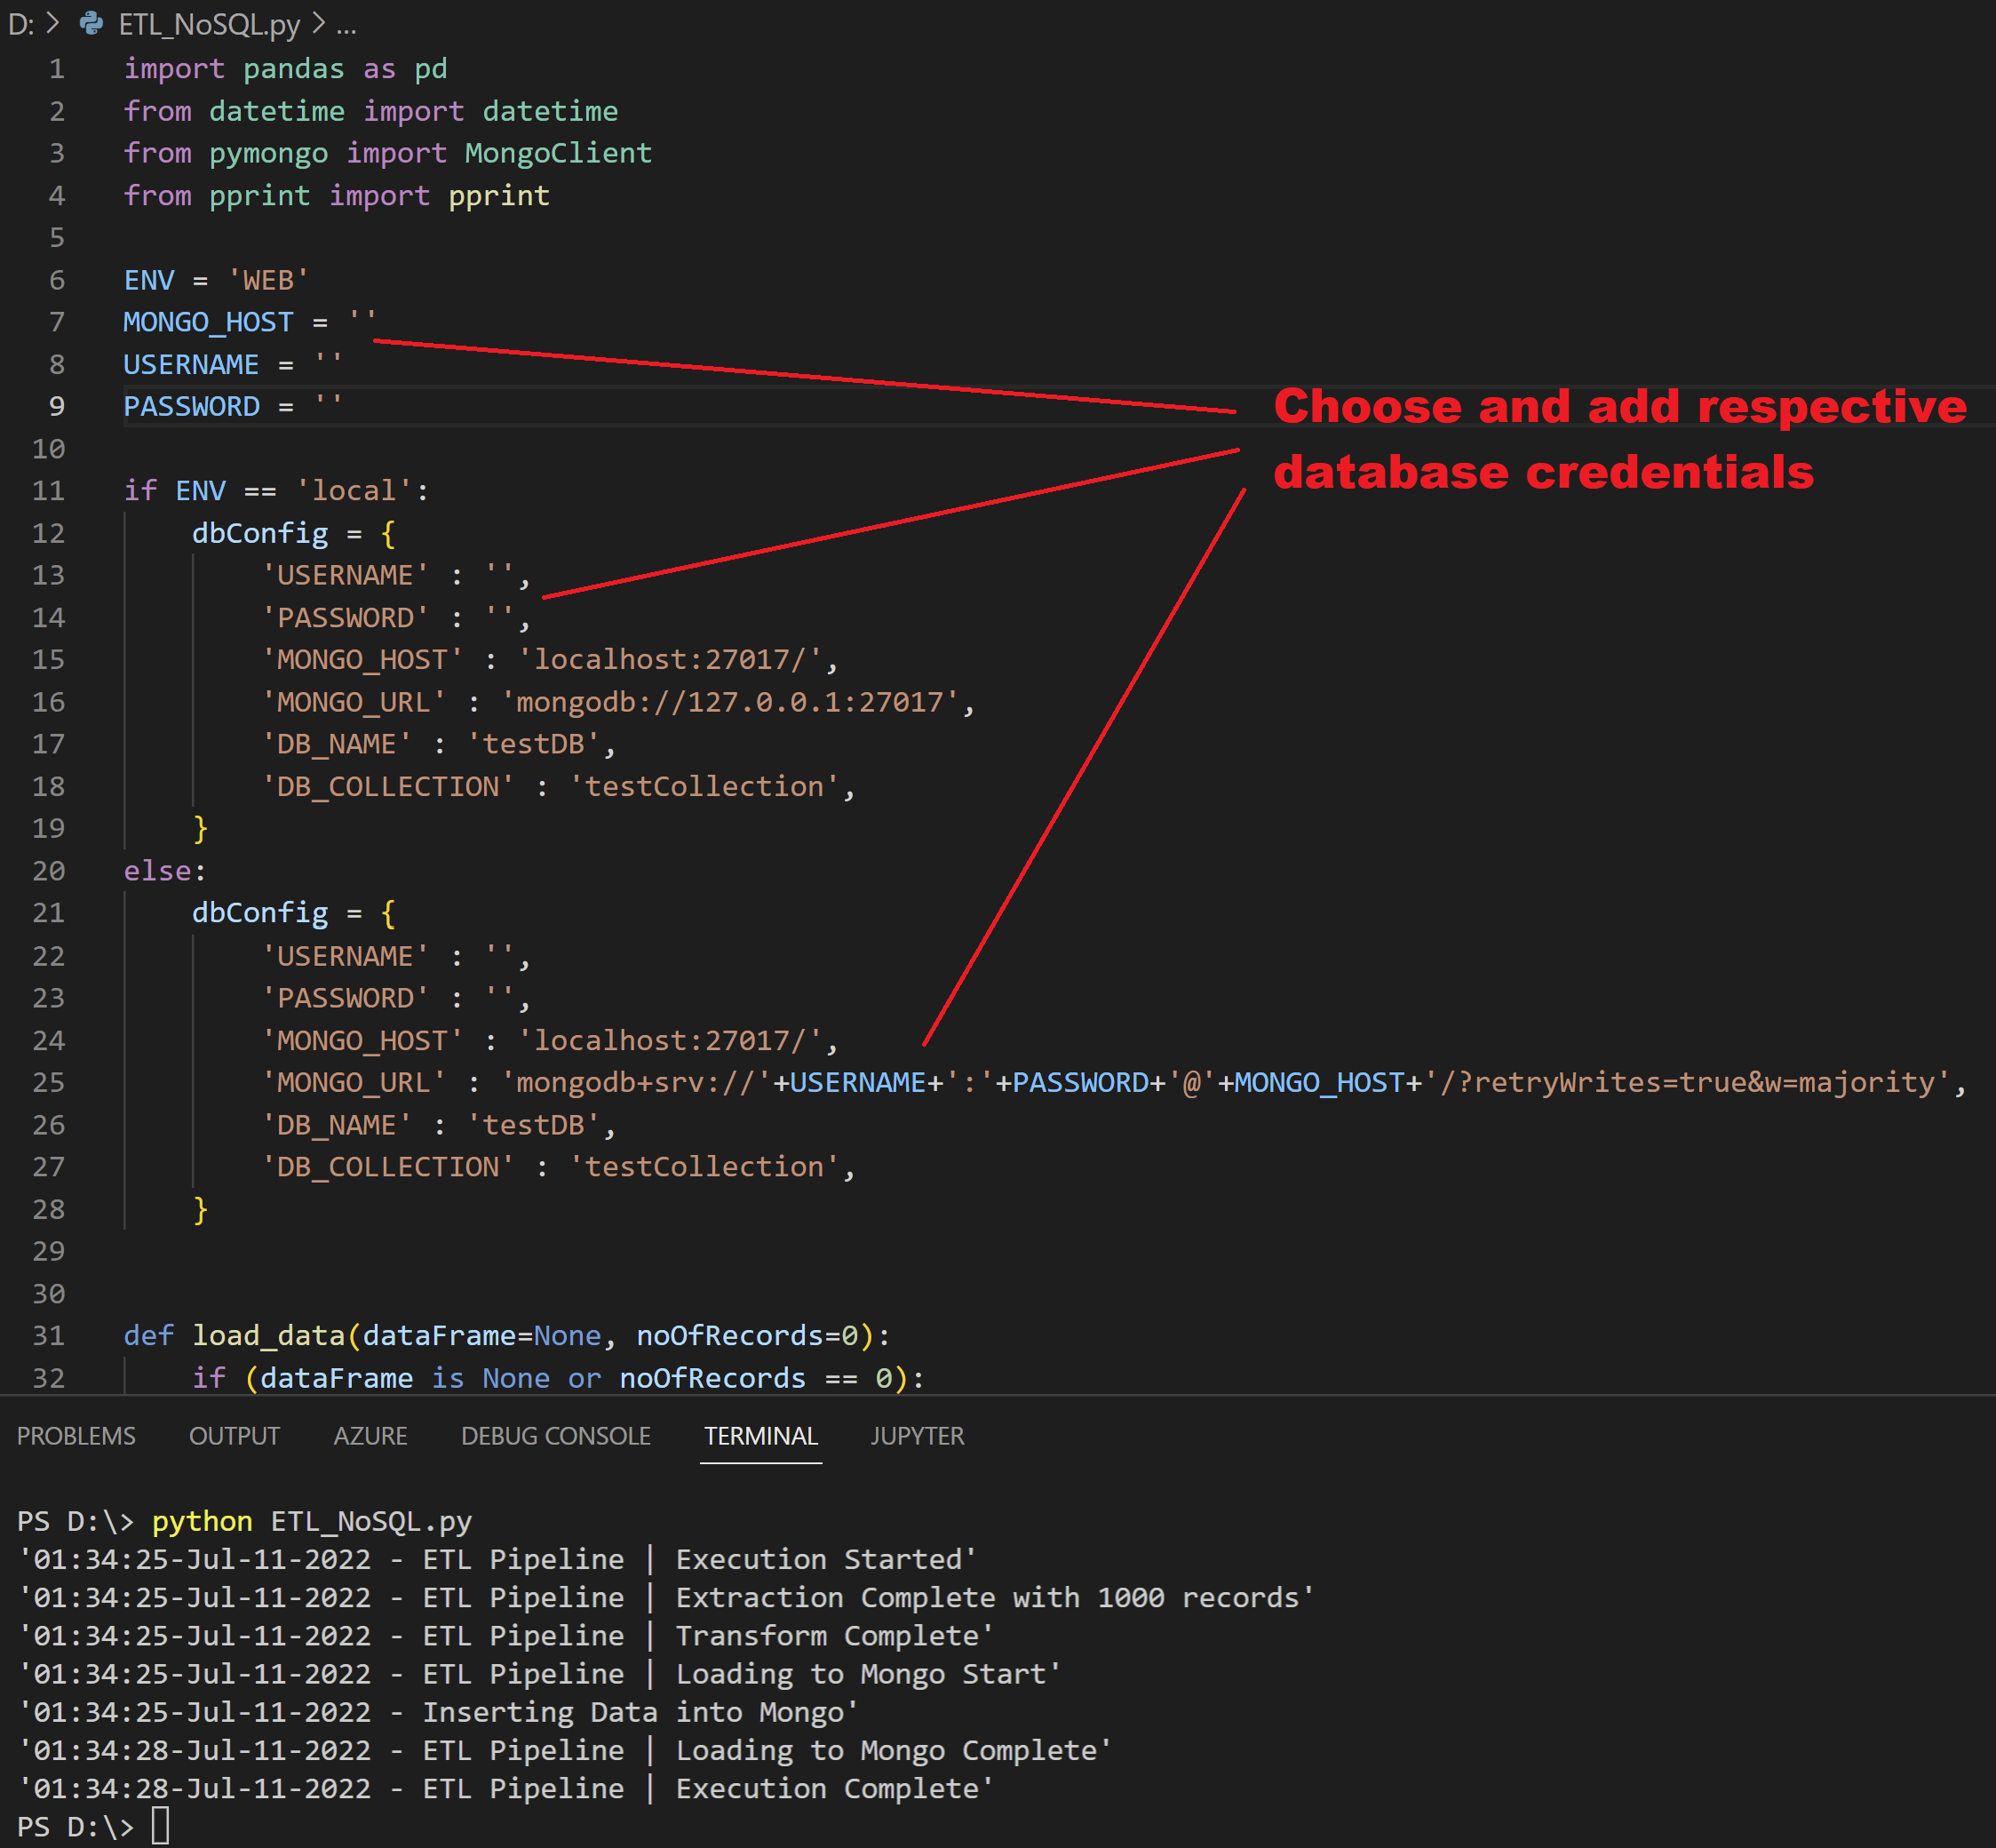 D: > ETL_NoSQL.py > ...
1 import pandas as pd
2 from datetime import datetime
3 from pymongo import MongoClient
4 from pprint import pprint
5
6 ENV = 'WEB'
7 MONGO_HOST = ''
8 USERNAME = ''
9 PASSWORD = ''
Choose and add respective
database credentials
10
11 if ENV == 'local':
12     dbConfig = {
13         'USERNAME' : '',
14         'PASSWORD' : '',
15         'MONGO_HOST' : 'localhost:27017/',
16         'MONGO_URL' : 'mongodb://127.0.0.1:27017',
17         'DB_NAME' : 'testDB',
18         'DB_COLLECTION' : 'testCollection',
19     }
20 else:
21     dbConfig = {
22         'USERNAME' : '',
23         'PASSWORD' : '',
24         'MONGO_HOST' : 'localhost:27017/',
25         'MONGO_URL' : 'mongodb+srv://'+USERNAME+':'+PASSWORD+'@'+MONGO_HOST+'/?retryWrites=true&w=majority',
26         'DB_NAME' : 'testDB',
27         'DB_COLLECTION' : 'testCollection',
28     }
29
30
31 def load_data(dataFrame=None, noOfRecords=0):
32     if (dataFrame is None or noOfRecords == 0):
PROBLEMS OUTPUT AZURE DEBUG CONSOLE TERMINAL JUPYTER
PS D:\> python ETL_NoSQL.py
'01:34:25-Jul-11-2022 - ETL Pipeline | Execution Started'
'01:34:25-Jul-11-2022 - ETL Pipeline | Extraction Complete with 1000 records'
'01:34:25-Jul-11-2022 - ETL Pipeline | Transform Complete'
'01:34:25-Jul-11-2022 - ETL Pipeline | Loading to Mongo Start'
'01:34:25-Jul-11-2022 - Inserting Data into Mongo'
'01:34:28-Jul-11-2022 - ETL Pipeline | Loading to Mongo Complete'
'01:34:28-Jul-11-2022 - ETL Pipeline | Execution Complete'
PS D:\>